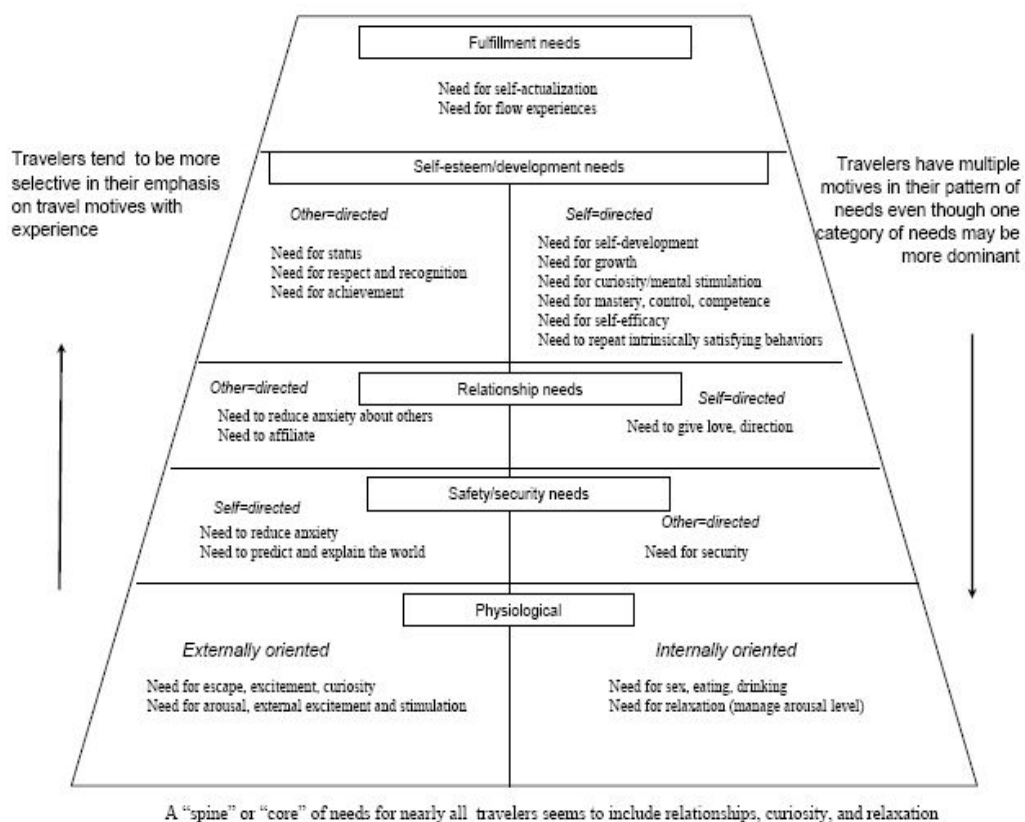 Fulfillment needs
Need for self-actualization
Need for flow experiences
Travelers tend to be more
selective in their emphasis
on travel motives with
experience
Self-esteem/development needs
Other=directed
Need for status
Need for respect and recognition
Need for achievement
Self=directed
Need for self-development
Need for growth
Need for curiosity/mental stimulation
Need for mastery, control, competence
Need for self-efficacy
Need to repeat intrinsically satisfying behaviors
Travelers have multiple
motives in their pattern of
needs even though one
category of needs may be
more dominant
Relationship needs
Other=directed
Need to reduce anxiety about others
Need to affiliate
Self=directed
Need to give love, direction
Safety/security needs
Self=directed
Need to reduce anxiety
Need to predict and explain the world
Other=directed
Need for security
Physiological
Externally oriented
Need for escape, excitement, curiosity
Need for arousal, external excitement and stimulation
Internally oriented
Need for sex, eating, drinking
Need for relaxation (manage arousal level)
A “spine” or “core” of needs for nearly all travelers seems to include relationships, curiosity, and relaxation